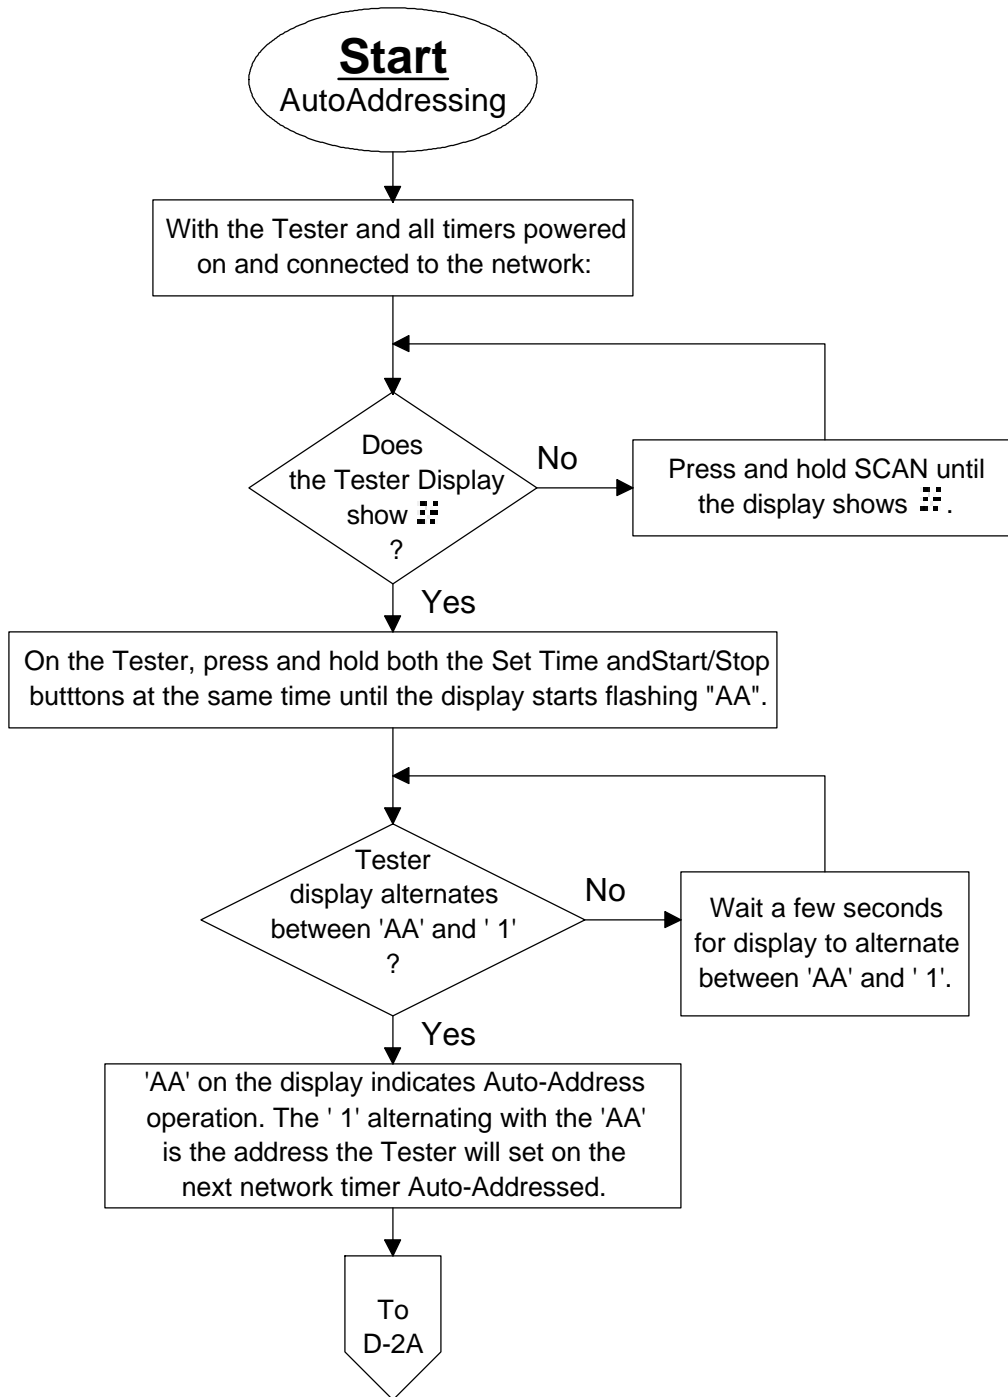 Start
AutoAddressing
With the Tester and all timers powered
on and connected to the network:
Does
the Tester Display
show
?
No
Press and hold SCAN until
the display shows .
Yes
On the Tester, press and hold both the Set Time andStart/Stop
butttons at the same time until the display starts flashing "AA".
Tester
display alternates
between 'AA' and ' 1'
?
No
Wait a few seconds
for display to alternate
between 'AA' and ' 1'.
Yes
'AA' on the display indicates Auto-Address
operation. The ' 1' alternating with the 'AA'
is the address the Tester will set on the
next network timer Auto-Addressed.
To
D-2A